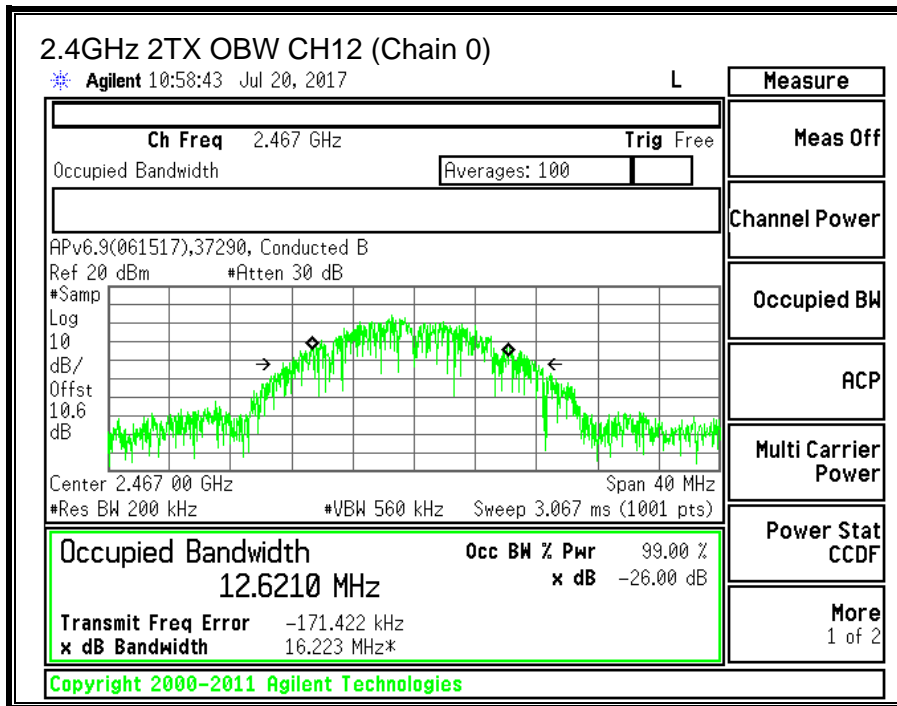 2.4GHz 2TX OBW CH12 (Chain 0)
Agilent 10:58:43 Jul 20, 2017 L
Measure
Ch Freq 2.467 GHz Trig Free
Meas Off
Occupied Bandwidth Averages: 100
Channel Power
APv6.9(061517),37290, Conducted B
Ref 20 dBm #Atten 30 dB
#Samp
Log
10
dB/
Offst
10.6
dB
Occupied BW
ACP
Multi Carrier
Power
Center 2.467 00 GHz Span 40 MHz
#Res BW 200 kHz #VBW 560 kHz Sweep 3.067 ms (1001 pts)
Power Stat
CCDF
Occupied Bandwidth Occ BW % Pwr 99.00 %
12.6210 MHz x dB -26.00 dB
Transmit Freq Error -171.422 kHz
x dB Bandwidth 16.223 MHz*
More
1 of 2
Copyright 2000-2011 Agilent Technologies